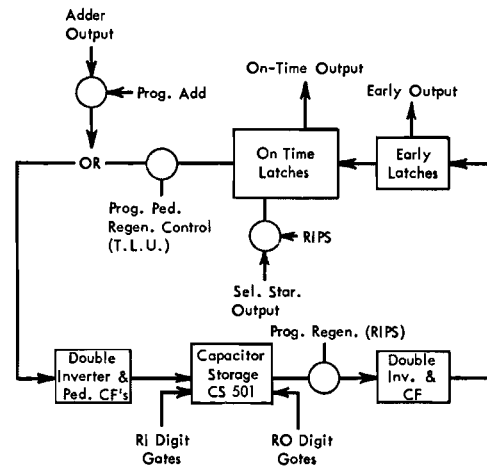 Adder
Output
Prog. Add
On-Time Output
Early Output
OR
On Time
Latches
Early
Latches
Prog. Ped.
Regen. Control
(T.L.U.)
RIPS
Sel. Stor.
Output
Prog. Regen. (RIPS)
Double
Inverter &
Ped. CF's
Capacitor
Storage
CS 501
Double
Inv. &
CF
RI Digit
Gates
RO Digit
Gates